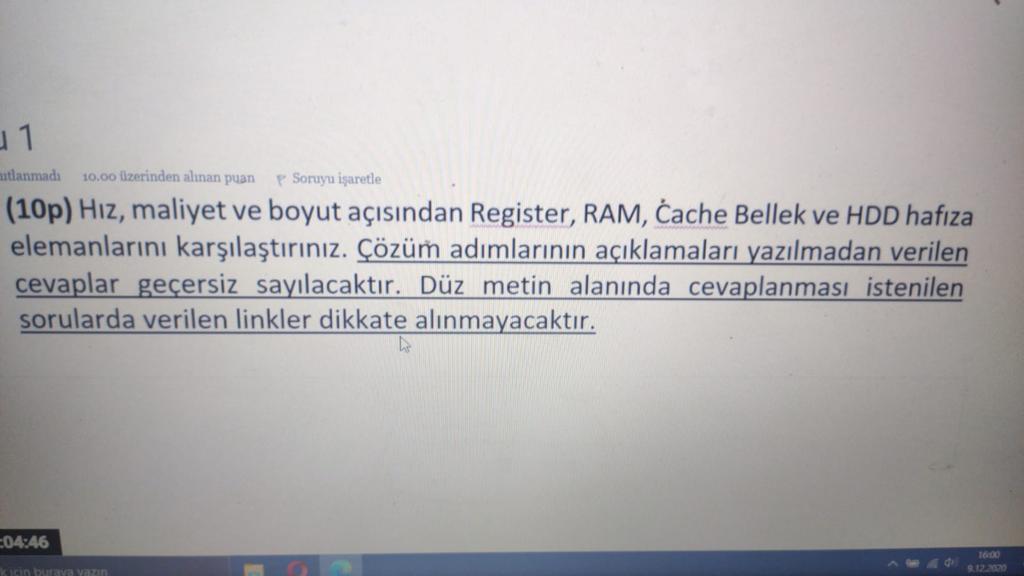 1
10.00 üzerinden alınan puan Soruyu işaretle
(10p) Hız, maliyet ve boyut açısından Register, RAM, Cache Bellek ve HDD hafıza
elemanlarını karşılaştırınız. Çözüm adımlarının açıklamaları yazılmadan verilen
cevaplar geçersiz sayılacaktır. Düz metin alanında cevaplanması istenilen
sorularda verilen linkler dikkate alınmayacaktır.
:04:46
için buraya yazın
16:00
9.12.2020